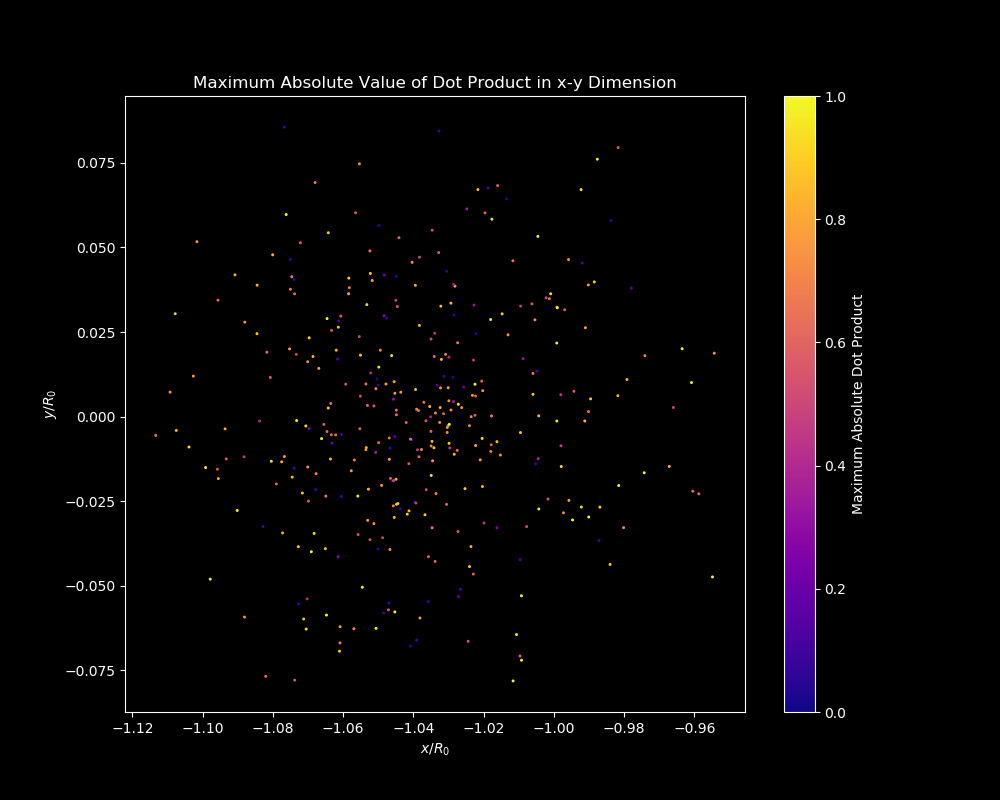 Maximum Absolute Value of Dot Product in x-y Dimension
1.0
0.8
0.6
0.4
0.2
0.0
Maximum Absolute Dot Product
0.075
0.050
0.025
0.000
−0.025
−0.050
−0.075
y/R₀
−1.12 −1.10 −1.08 −1.06 −1.04 −1.02 −1.00 −0.98 −0.96
x/R₀